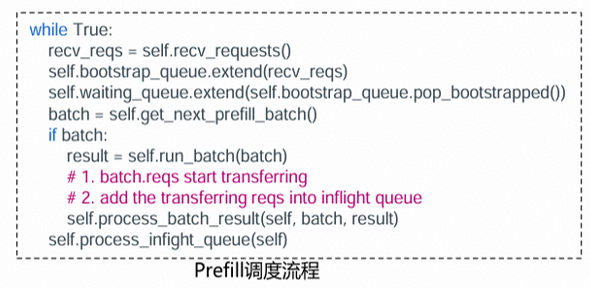 while True:
recv_reqs = self.recv_requests()
self.bootstrap_queue.extend(recv_reqs)
self.waiting_queue.extend(self.bootstrap_queue.pop_bootstrapped())
batch = self.get_next_prefill_batch()
if batch:
result = self.run_batch(batch)
# 1. batch.reqs start transferring
# 2. add the transferring reqs into inflight queue
self.process_batch_result(self, batch, result)
self.process_infight_queue(self)
Prefill调度流程